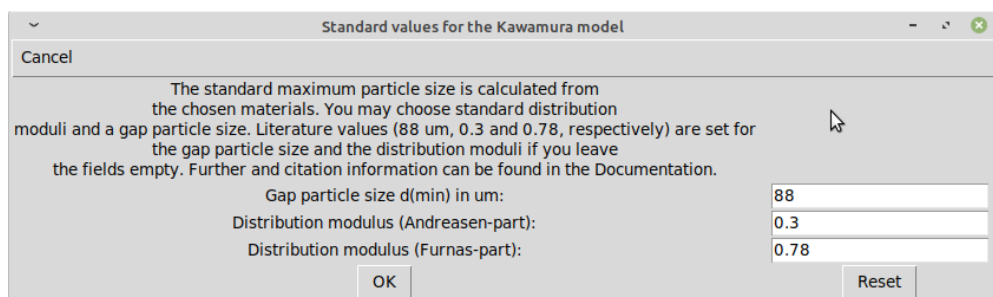 Standard values for the Kawamura model
Cancel
The standard maximum particle size is calculated from
the chosen materials. You may choose standard distribution
moduli and a gap particle size. Literature values (88 um, 0.3 and 0.78, respectively) are set for
the gap particle size and the distribution moduli if you leave
the fields empty. Further and citation information can be found in the Documentation.
Gap particle size d(min) in um: 88
Distribution modulus (Andreasen-part): 0.3
Distribution modulus (Furnas-part): 0.78
OK Reset